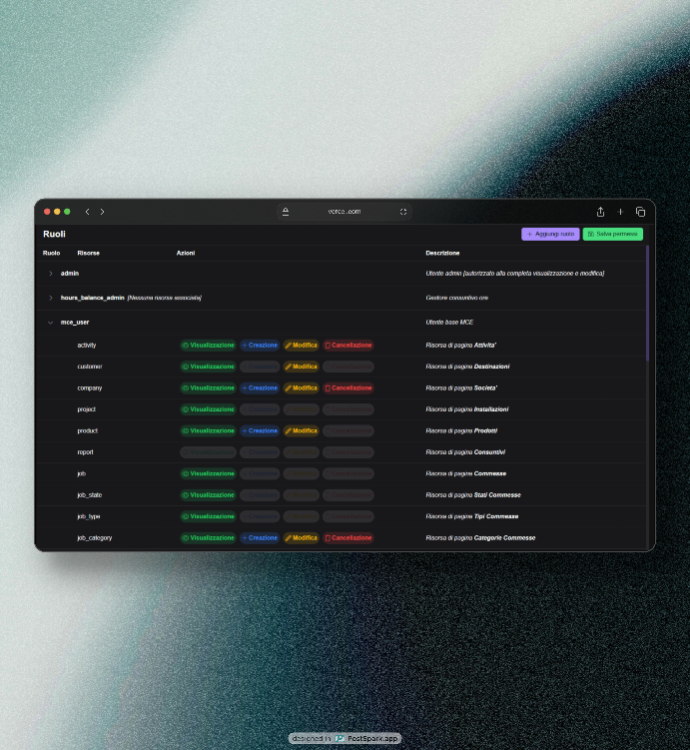 Ruoli
Aggiungi ruolo
Salva permessi
Ruolo Risorse Azioni Descrizione
admin Utente admin [autorizzato alla completa visualizzazione e modifica]
hours_balance_admin [Nessuna risorsa associata] Gestore consuntivo ore
mce_user Utente base MCE
activity Visualizzazione Creazione Modifica Cancellazione Risorsa di pagina Attivita'
customer Visualizzazione Modifica Risorsa di pagina Destinazioni
company Visualizzazione Creazione Modifica Cancellazione Risorsa di pagina Societa'
project Visualizzazione Risorsa di pagina Installazioni
product Visualizzazione Creazione Modifica Risorsa di pagina Prodotti
report Risorsa di pagina Consuntivi
job Visualizzazione Risorsa di pagina Commesse
job_state Visualizzazione Risorsa di pagina Stati Commesse
job_type Visualizzazione Risorsa di pagina Tipi Commesse
job_category Visualizzazione Creazione Modifica Cancellazione Risorsa di pagina Categorie Commesse
designed in PostSpark.app